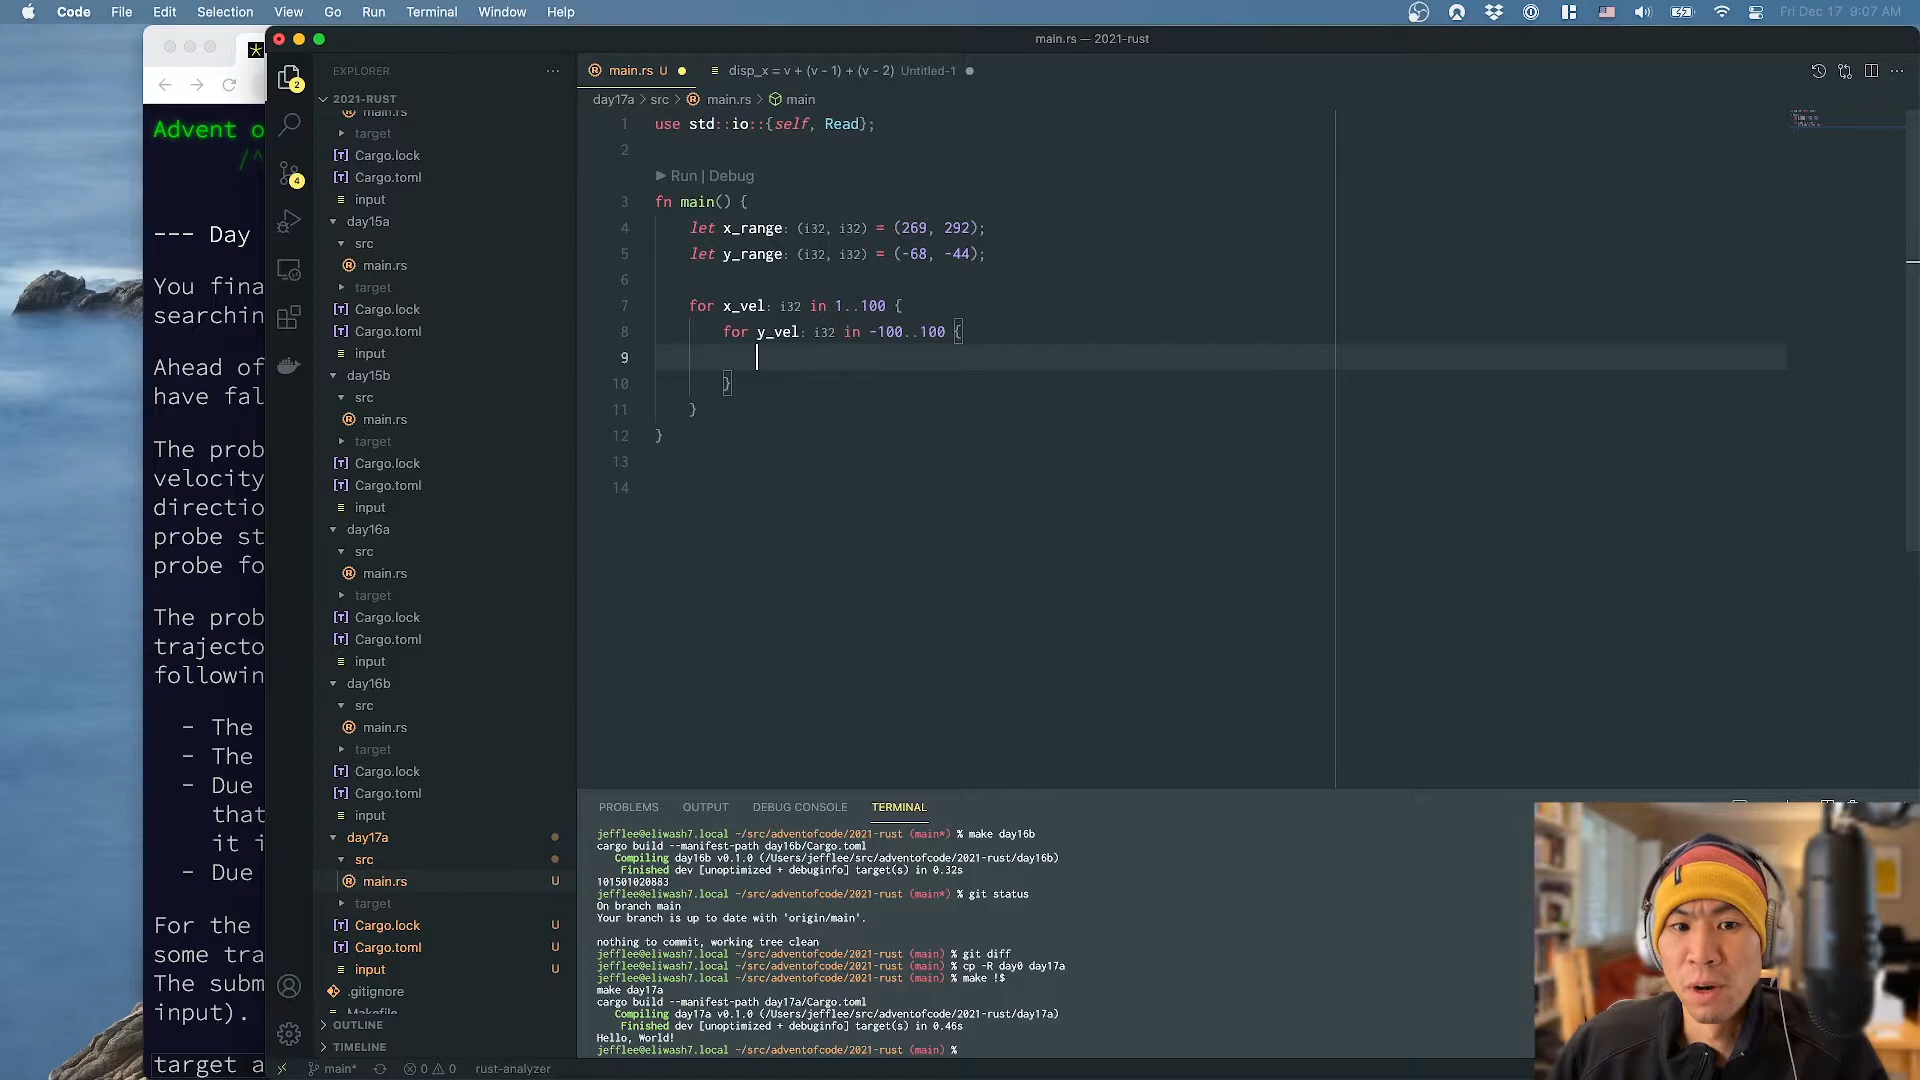 Code File Edit Selection View Go Run Terminal Window Help
Fri Dec 17 9:07 AM
main.rs — 2021-rust
Advent o
/^
--- Day
You fina
searchin
Ahead of
have fal
The prob
velocity
directio
probe st
probe fo
The prob
trajecto
followin
- The
- The
- Due
that
it i
- Due
For the
some tra
The subm
input).
target a
2
4
EXPLORER
2021-RUST
main.rs
target
Cargo.lock
Cargo.toml
input
day15a
src
main.rs
target
Cargo.lock
Cargo.toml
input
day15b
src
main.rs
target
Cargo.lock
Cargo.toml
input
day16a
src
main.rs
target
Cargo.lock
Cargo.toml
input
day16b
src
main.rs
target
Cargo.lock
Cargo.toml
input
day17a
src
main.rs U
target
Cargo.lock U
Cargo.toml U
input U
.gitignore
Makefile
OUTLINE
TIMELINE
main.rs U disp_x = v + (v - 1) + (v - 2) Untitled-1
day17a > src > main.rs > main
1 use std::io::{self, Read};
2
Run | Debug
3 fn main() {
4 let x_range: (i32, i32) = (269, 292);
5 let y_range: (i32, i32) = (-68, -44);
6
7 for x_vel: i32 in 1..100 {
8 for y_vel: i32 in -100..100 {
9
10 }
11 }
12 }
13
14
PROBLEMS OUTPUT DEBUG CONSOLE TERMINAL
jefflee@eliwash7.local ~/src/adventofcode/2021-rust (main*) % make day16b
cargo build --manifest-path day16b/Cargo.toml
Compiling day16b v0.1.0 (/Users/jefflee/src/adventofcode/2021-rust/day16b)
Finished dev [unoptimized + debuginfo] target(s) in 0.32s
101501020883
jefflee@eliwash7.local ~/src/adventofcode/2021-rust (main*) % git status
On branch main
Your branch is up to date with 'origin/main'.
nothing to commit, working tree clean
jefflee@eliwash7.local ~/src/adventofcode/2021-rust (main) % git diff
jefflee@eliwash7.local ~/src/adventofcode/2021-rust (main) % cp -R day0 day17a
jefflee@eliwash7.local ~/src/adventofcode/2021-rust (main) % make !$
make day17a
cargo build --manifest-path day17a/Cargo.toml
Compiling day17a v0.1.0 (/Users/jefflee/src/adventofcode/2021-rust/day17a)
Finished dev [unoptimized + debuginfo] target(s) in 0.46s
Hello, World!
jefflee@eliwash7.local ~/src/adventofcode/2021-rust (main) %
main* 0 0 rust-analyzer